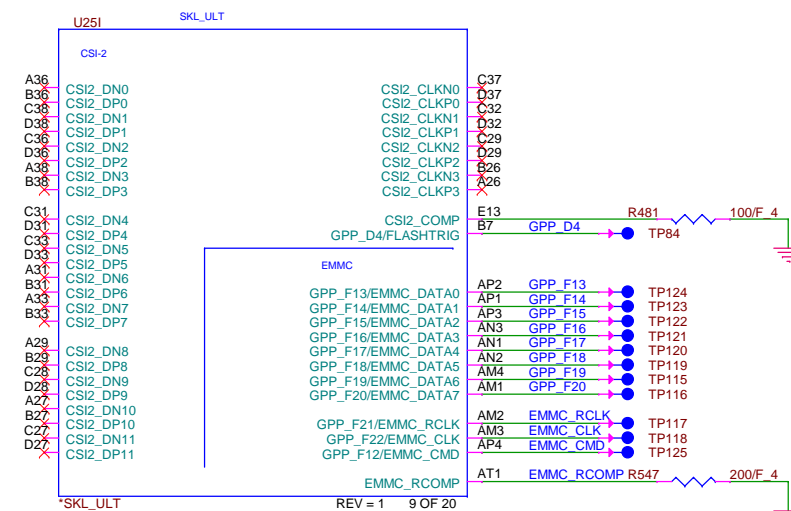 U25I SKL_ULT
CSI-2
A36 CSI2_DN0 CSI2_CLKN0 C37
B36 CSI2_DP0 CSI2_CLKP0 D37
C38 CSI2_DN1 CSI2_CLKN1 C32
D38 CSI2_DP1 CSI2_CLKP1 D32
C36 CSI2_DN2 CSI2_CLKN2 C29
D36 CSI2_DP2 CSI2_CLKP2 D29
A38 CSI2_DN3 CSI2_CLKN3 B26
B38 CSI2_DP3 CSI2_CLKP3 A26
C31 CSI2_DN4 CSI2_COMP E13 R481 100/F_4
D31 CSI2_DP4 GPP_D4/FLASHTRIG B7 GPP_D4 TP84
C33 CSI2_DN5
D33 CSI2_DP5 EMMC
A31 CSI2_DN6
B31 CSI2_DP6 GPP_F13/EMMC_DATA0 AP2 GPP_F13 TP124
A33 CSI2_DN7 GPP_F14/EMMC_DATA1 AP1 GPP_F14 TP123
B33 CSI2_DP7 GPP_F15/EMMC_DATA2 AP3 GPP_F15 TP122
GPP_F16/EMMC_DATA3 AN3 GPP_F16 TP121
A29 CSI2_DN8 GPP_F17/EMMC_DATA4 AN1 GPP_F17 TP120
B29 CSI2_DP8 GPP_F18/EMMC_DATA5 AN2 GPP_F18 TP119
C28 CSI2_DN9 GPP_F19/EMMC_DATA6 AM4 GPP_F19 TP115
D28 CSI2_DP9 GPP_F20/EMMC_DATA7 AM1 GPP_F20 TP116
A27 CSI2_DN10
B27 CSI2_DP10 GPP_F21/EMMC_RCLK AM2 EMMC_RCLK TP117
C27 CSI2_DN11 GPP_F22/EMMC_CLK AM3 EMMC_CLK TP118
D27 CSI2_DP11 GPP_F12/EMMC_CMD AP4 EMMC_CMD TP125
EMMC_RCOMP AT1 EMMC_RCOMP R547 200/F_4
*SKL_ULT REV = 1 9 OF 20